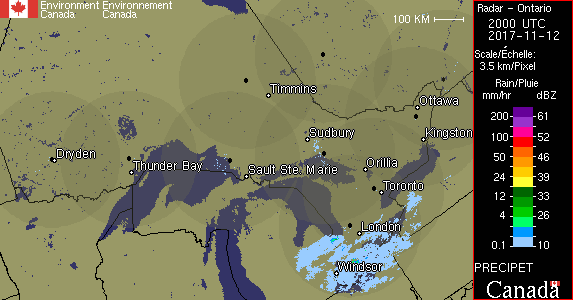 Environment Environnement
Canada Canada
100 KM
Timmins
Ottawa
Sudbury
Kingston
Dryden
Thunder Bay
Sault Ste. Marie
Orillia
Toronto
London
Windsor
Radar - Ontario
2000 UTC
2017-11-12
Scale/Échelle:
3.5 km/Pixel
Rain/Pluie
mm/hr dBZ
200 61
100 52
50 46
24 39
12 33
4 26
0.1 10
PRECIPET
Canada